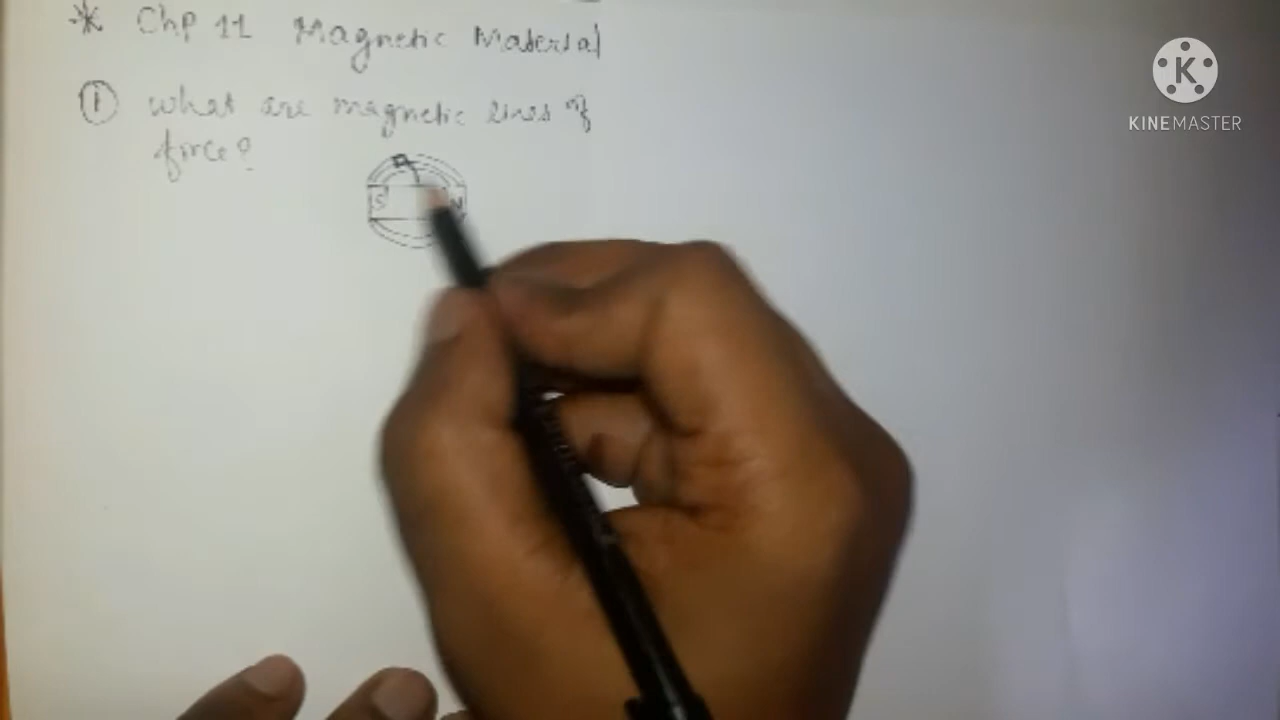 * Chp 11 Magnetic Material
① what are magnetic lines of
force?
S N
K
KINEMASTER